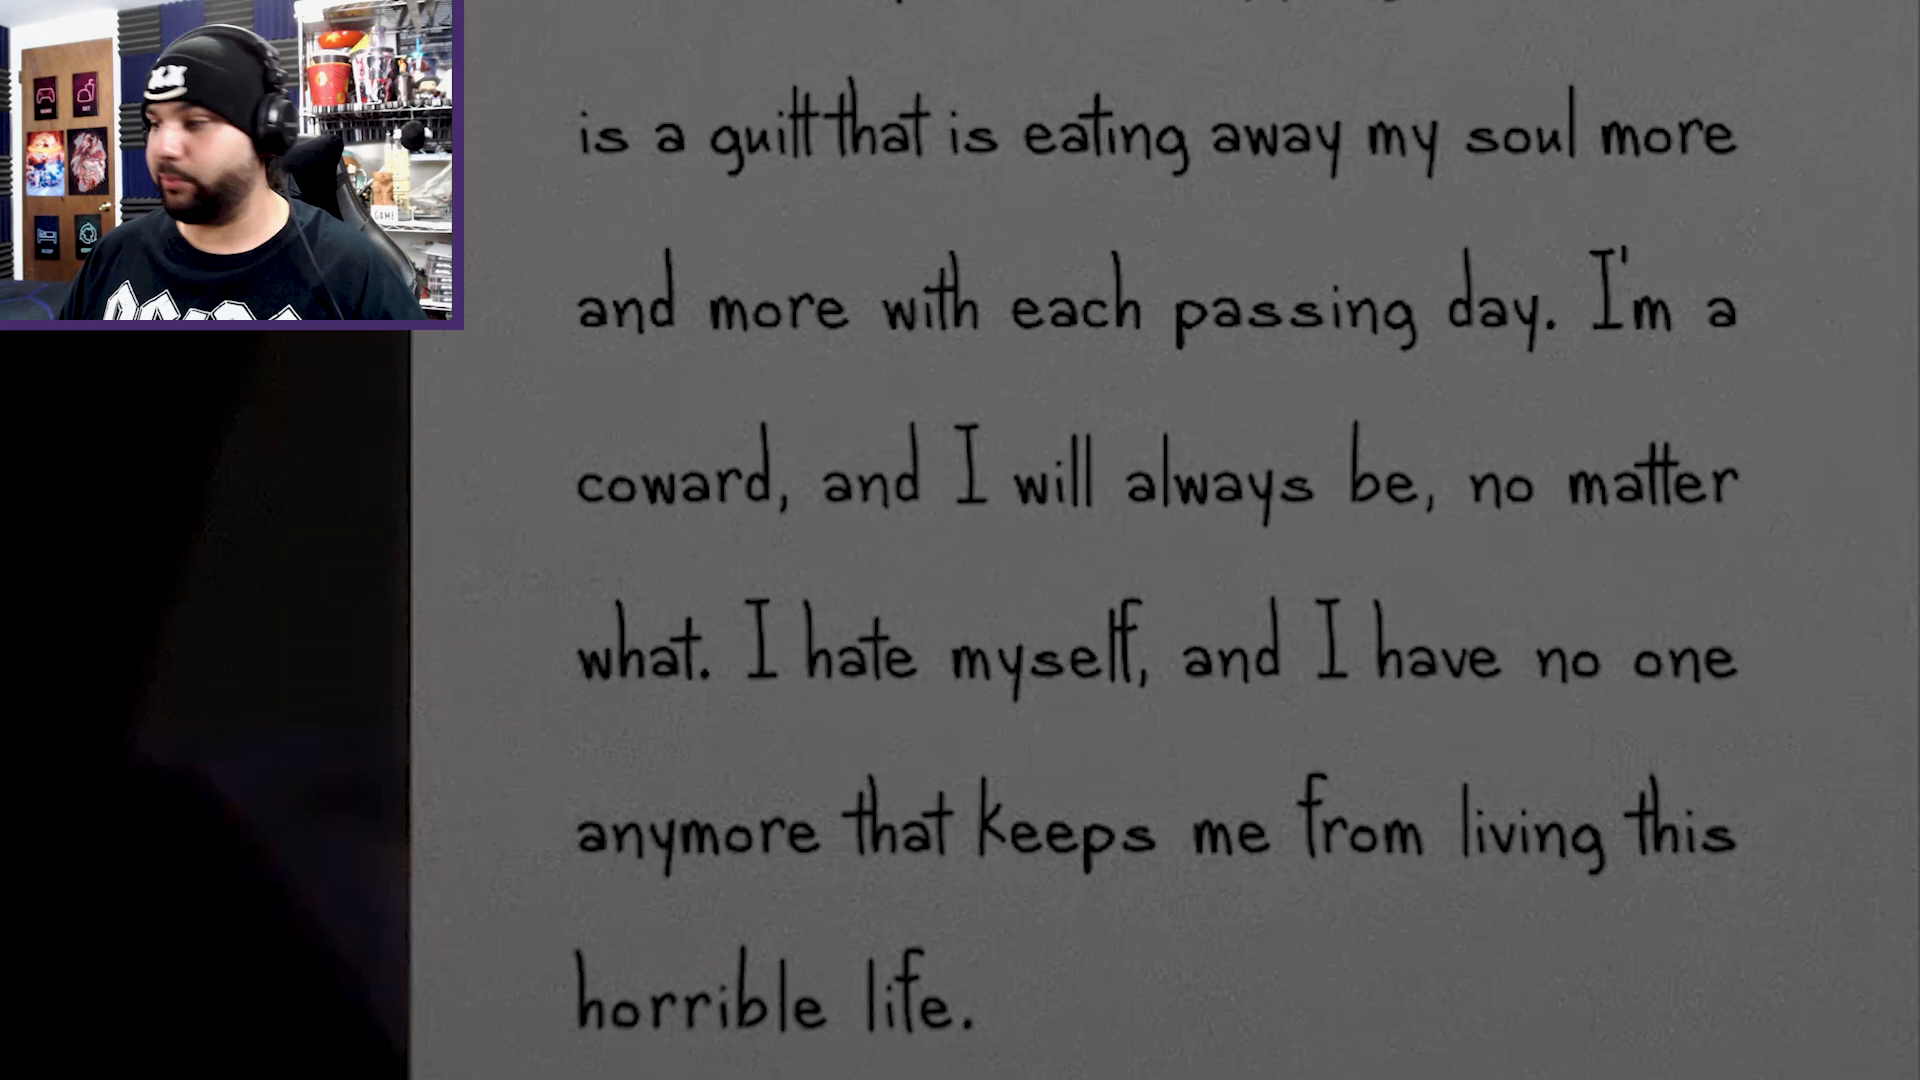 is a guilt that is eating away my soul more
and more with each passing day. I'm a
coward, and I will always be, no matter
what. I hate myself, and I have no one
anymore that keeps me from living this
horrible life.
GAME